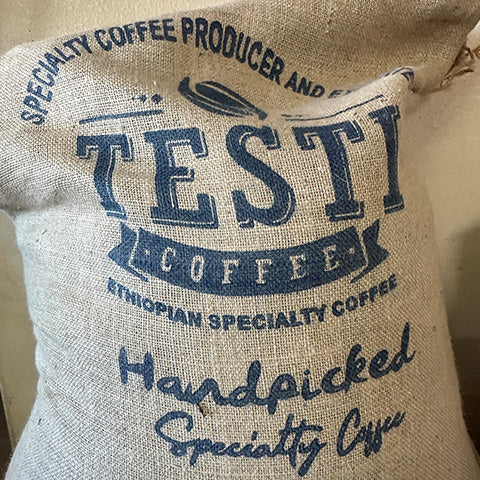 SPECIALTY COFFEE PRODUCER AND
TESTI
COFFEE
ETHIOPIAN SPECIALTY COFFEE
Handpicked
Specialty Coffee